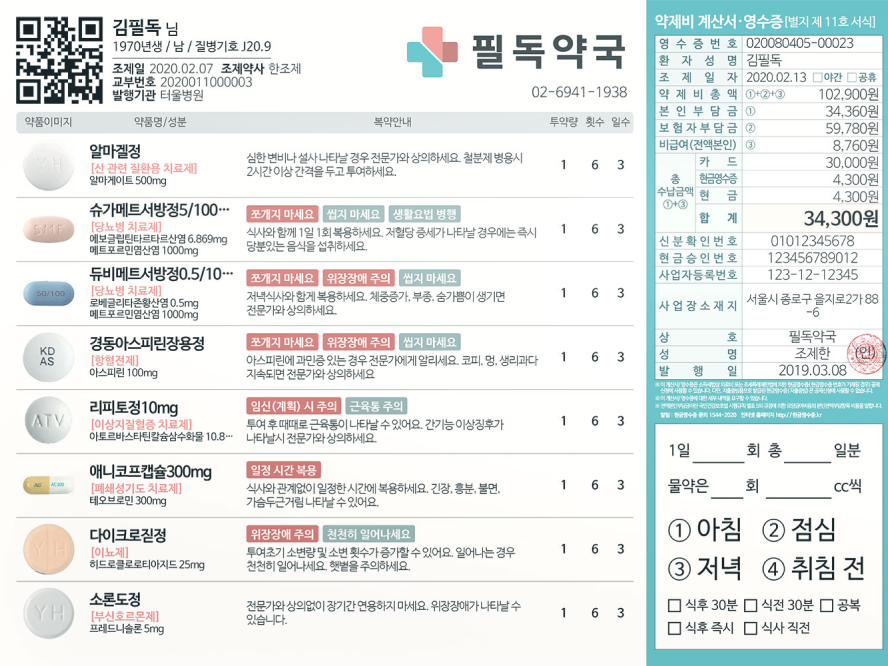 김필독 님
1970년생 / 남 / 질병기호 J20.9
조제일 2020.02.07 조제약사 한조제
교부번호 2020011000003
발행기관 터울병원
필독약국
02-6941-1938
약품이미지 약품명/성분 복약안내 투약량 횟수 일수
YH
알마겔정
[산 관련 질환용 치료제]
알마게이트 500mg
심한 변비나 설사 나타날 경우 전문가와 상의하세요. 철분제 병용시
2시간 이상 간격을 두고 투여하세요.
1 6 3
SMF
슈가메트서방정5/100…
[당뇨병 치료제]
에보글립틴타르타르산염 6.869mg
메트포르민염산염 1000mg
쪼개지 마세요 씹지 마세요 생활요법 병행
식사와 함께 1일 1회 복용하세요. 저혈당 증세가 나타날 경우에는 즉시
당분있는 음식을 섭취하세요.
1 6 3
50/100
듀비메트서방정0.5/10…
[당뇨병 치료제]
로베글리타존황산염 0.5mg
메트포르민염산염 1000mg
쪼개지 마세요 위장장애 주의 씹지 마세요
저녁식사와 함께 복용하세요. 체중증가, 부종, 숨가쁨이 생기면
전문가와 상의하세요.
1 6 3
KD
AS
경동아스피린장용정
[항혈전제]
아스피린 100mg
쪼개지 마세요 위장장애 주의 씹지 마세요
아스피린에 과민증 있는 경우 전문가에게 알리세요. 코피, 멍, 생리과다
지속되면 전문가와 상의하세요
1 6 3
ATV
리피토정10mg
[이상지질혈증 치료제]
아토르바스타틴칼슘삼수화물 10.8…
임신(계획) 시 주의 근육통 주의
투여 후 때때로 근육통이 나타날 수 있어요. 간기능 이상징후가
나타날시 전문가와 상의하세요.
1 6 3
AG AC300
애니코프캡슐300mg
[폐쇄성기도 치료제]
테오브로민 300mg
일정 시간 복용
식사와 관계없이 일정한 시간에 복용하세요. 긴장, 흥분, 불면,
가슴두근거림 나타날 수 있어요.
1 6 3
YH
다이크로짇정
[이뇨제]
히드로클로로티아지드 25mg
위장장애 주의 천천히 일어나세요
투여초기 소변량 및 소변 횟수가 증가할 수 있어요. 일어나는 경우
천천히 일어나세요. 햇볕을 주의하세요.
1 6 3
YH
소론도정
[부신호르몬제]
프레드니솔론 5mg
전문가와 상의없이 장기간 연용하지 마세요. 위장장애가 나타날 수
있습니다.
1 6 3
약제비 계산서·영수증[별지 제 11호 서식]
영수증번호 020080405-00023
환자성명 김필독
조제일자 2020.02.13 □야간 □공휴
약제비총액 ①+②+③ 102,900원
본인부담금 ① 34,360원
보험자부담금 ② 59,780원
비급여(전액본인) ③ 8,760원
총
수납금액
①+③
카드 30,000원
현금영수증 4,300원
현금 4,300원
합계 34,300원
신분확인번호 01012345678
현금승인번호 123456789012
사업자등록번호 123-12-12345
사업장소재지 서울시 종로구 을지로2가 88
-6
상호 필독약국
성명 조제한 (인)
발행일 2019.03.08
1일 회 총 일분
물약은 회 cc씩
① 아침 ② 점심
③ 저녁 ④ 취침 전
□ 식후 30분 □ 식전 30분 □ 공복
□ 식후 즉시 □ 식사 직전